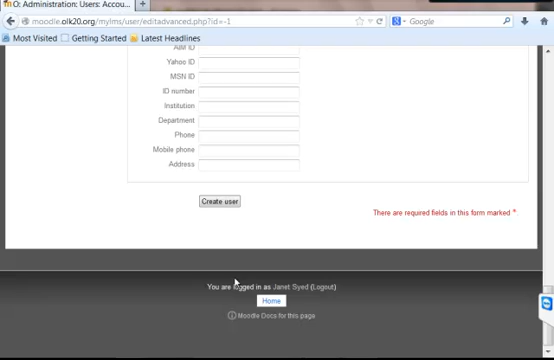 O: Administration: Users: Accou...
moodle.olk20.org/mylms/user/editadvanced.php?id=-1
Google
Most Visited Getting Started Latest Headlines
AIM ID
Yahoo ID
MSN ID
ID number
Institution
Department
Phone
Mobile phone
Address
Create user
There are required fields in this form marked *.
You are logged in as Janet Syed (Logout)
Home
Moodle Docs for this page